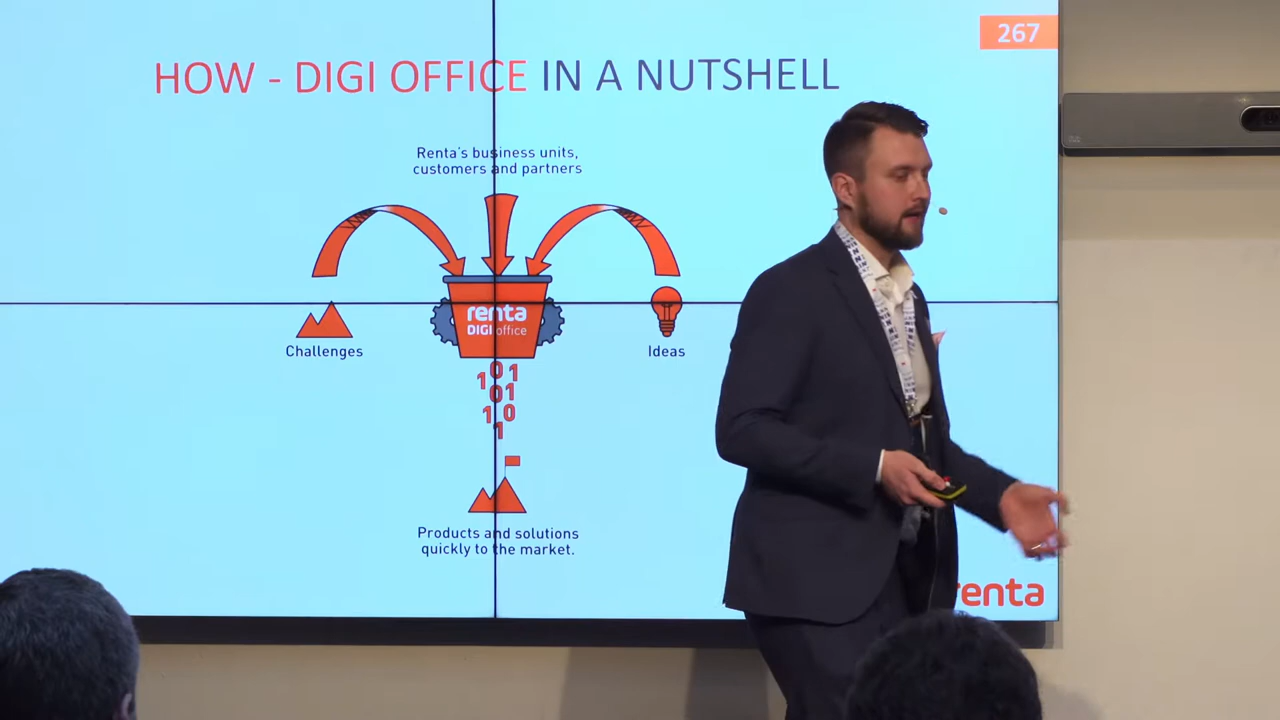 267
HOW - DIGI OFFICE IN A NUTSHELL
Renta's business units,
customers and partners
renta
DIGI office
Challenges
Ideas
1 0 1
0 1
1 0
1
Products and solutions
quickly to the market.
renta